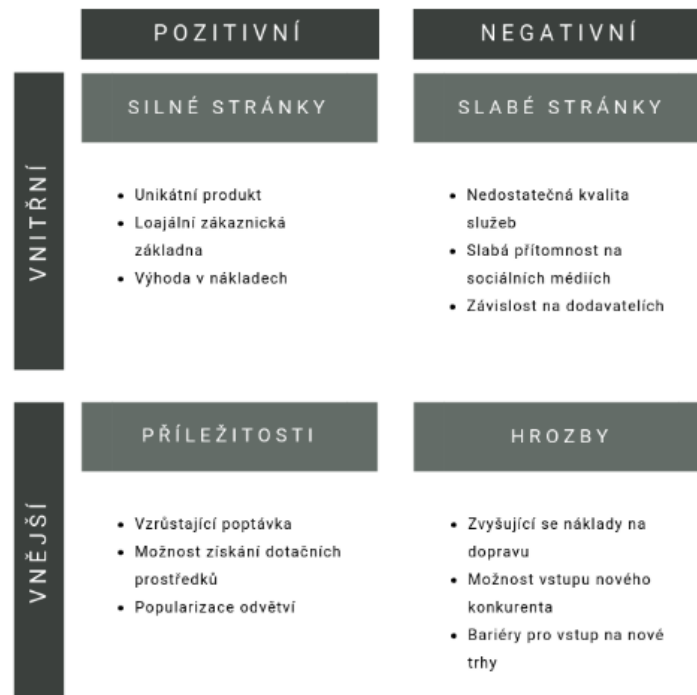 POZITIVNÍ
NEGATIVNÍ
VNITŘNÍ
SILNÉ STRÁNKY
• Unikátní produkt
• Loajální zákaznická
základna
• Výhoda v nákladech
SLABÉ STRÁNKY
• Nedostatečná kvalita
služeb
• Slabá přítomnost na
sociálních médiích
• Závislost na dodavatelích
VNĚJŠÍ
PŘÍLEŽITOSTI
• Vzrůstající poptávka
• Možnost získání dotačních
prostředků
• Popularizace odvětví
HROZBY
• Zvyšující se náklady na
dopravu
• Možnost vstupu nového
konkurenta
• Bariéry pro vstup na nové
trhy